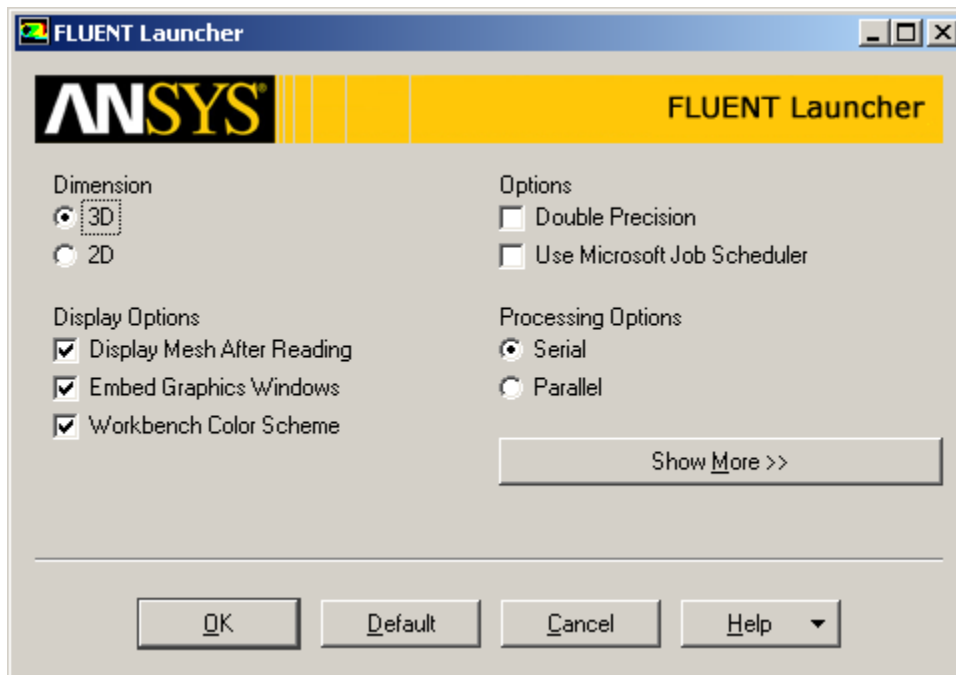 FLUENT Launcher
ANSYS®
FLUENT Launcher
Dimension
3D
2D
Options
Double Precision
Use Microsoft Job Scheduler
Display Options
Display Mesh After Reading
Embed Graphics Windows
Workbench Color Scheme
Processing Options
Serial
Parallel
Show More >>
OK
Default
Cancel
Help